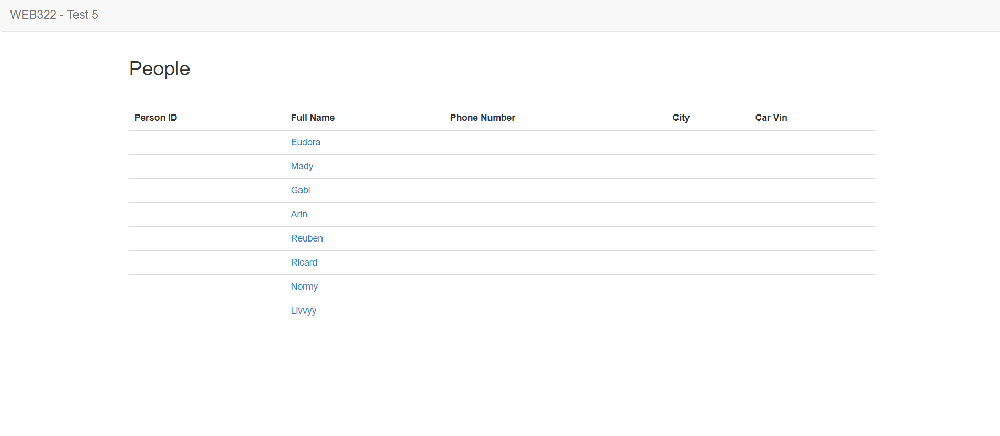 WEB322 - Test 5
People
Person ID Full Name Phone Number City Car Vin
Eudora
Mady
Gabi
Arin
Reuben
Ricard
Normy
Livvyy